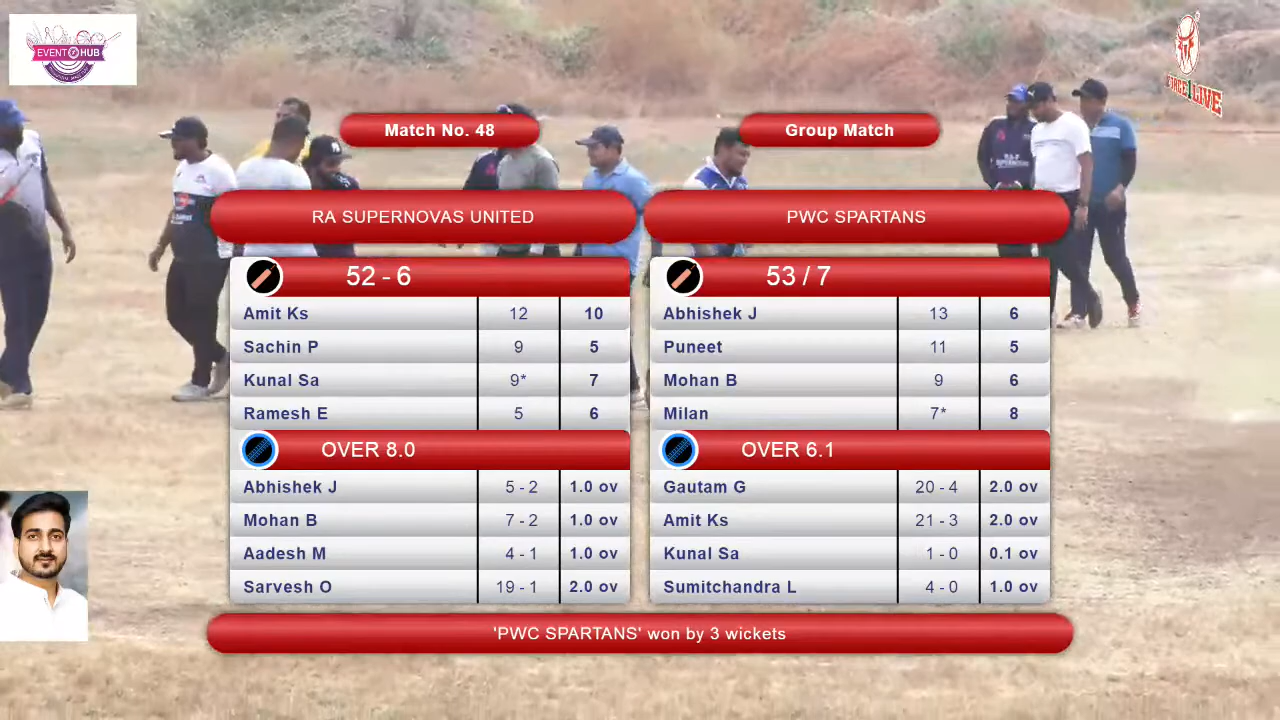 EVENT HUB
FORCE1LIVE
Match No. 48
Group Match
RA SUPERNOVAS UNITED
PWC SPARTANS
52 - 6
Amit Ks 12 10
Sachin P 9 5
Kunal Sa 9* 7
Ramesh E 5 6
OVER 8.0
Abhishek J 5 - 2 1.0 ov
Mohan B 7 - 2 1.0 ov
Aadesh M 4 - 1 1.0 ov
Sarvesh O 19 - 1 2.0 ov
53 / 7
Abhishek J 13 6
Puneet 11 5
Mohan B 9 6
Milan 7* 8
OVER 6.1
Gautam G 20 - 4 2.0 ov
Amit Ks 21 - 3 2.0 ov
Kunal Sa 1 - 0 0.1 ov
Sumitchandra L 4 - 0 1.0 ov
'PWC SPARTANS' won by 3 wickets